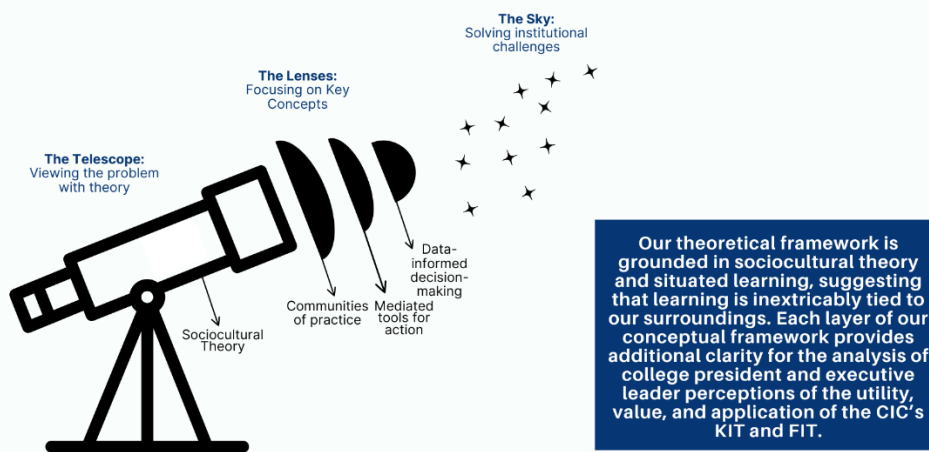 The Sky:
Solving institutional
challenges
The Lenses:
Focusing on Key
Concepts
The Telescope:
Viewing the problem
with theory
Data-
informed
decision-
making
Communities
of practice
Mediated
tools for
action
Sociocultural
Theory
Our theoretical framework is
grounded in sociocultural theory
and situated learning, suggesting
that learning is inextricably tied to
our surroundings. Each layer of our
conceptual framework provides
additional clarity for the analysis of
college president and executive
leader perceptions of the utility,
value, and application of the CIC’s
KIT and FIT.